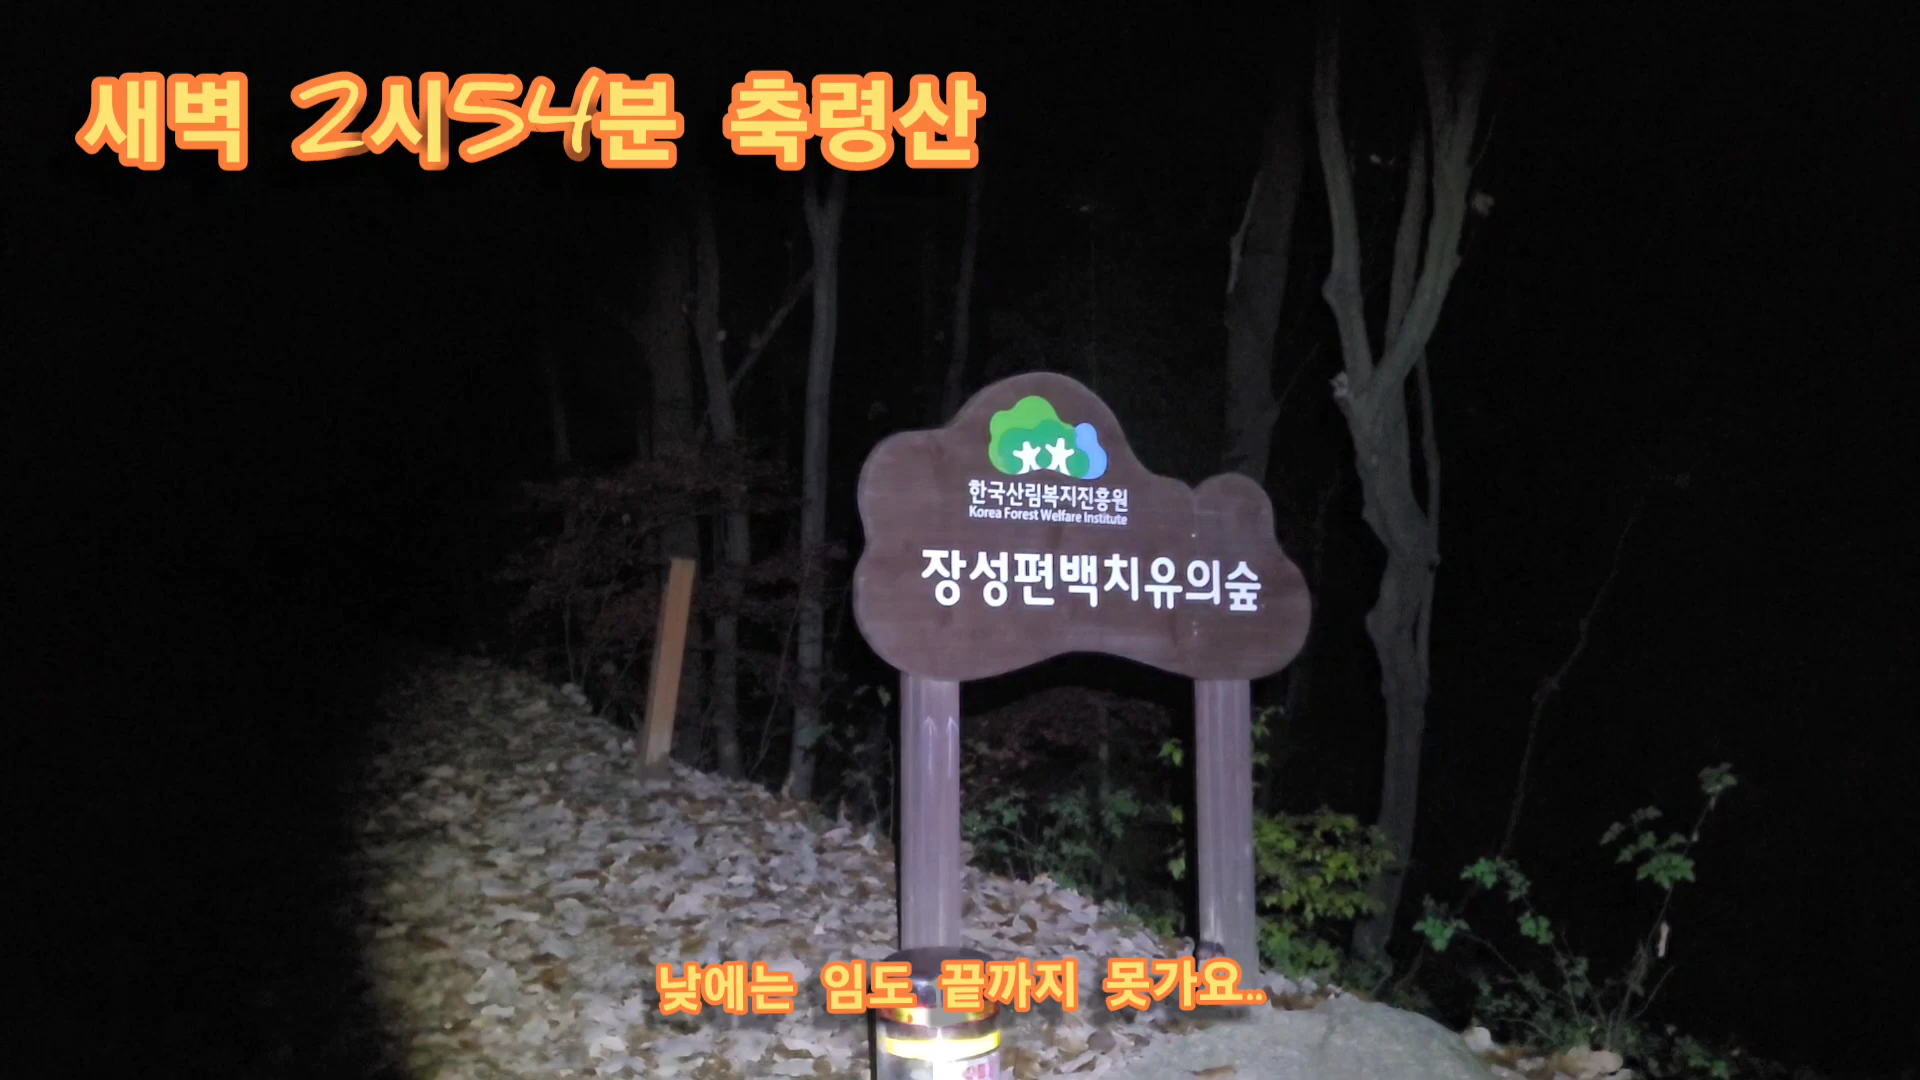 새벽 2시54분 축령산
한국산림복지진흥원
Korea Forest Welfare Institute
장성편백치유의숲
낮에는 임도 끝까지 못가요..